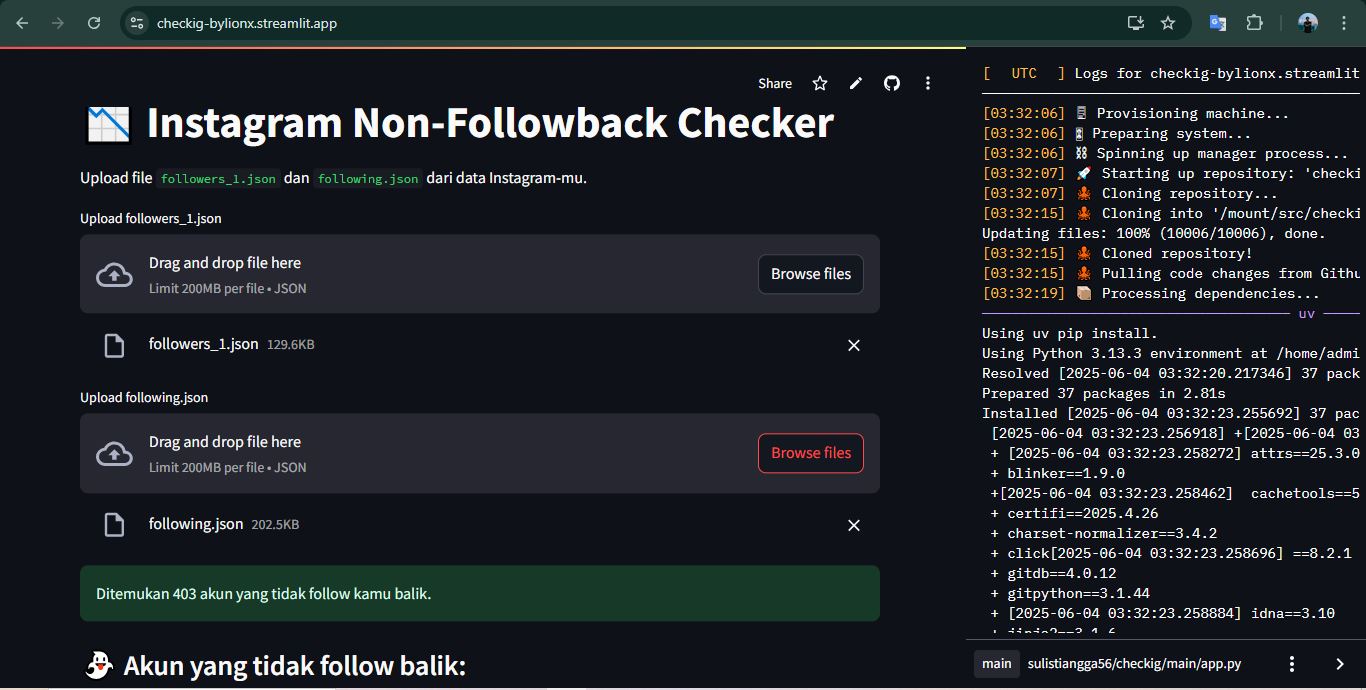 checkig-bylionx.streamlit.app
Share
Instagram Non-Followback Checker
Upload file followers_1.json dan following.json dari data Instagram-mu.
Upload followers_1.json
Drag and drop file here
Limit 200MB per file • JSON
Browse files
followers_1.json 129.6KB
Upload following.json
Drag and drop file here
Limit 200MB per file • JSON
Browse files
following.json 202.5KB
Ditemukan 403 akun yang tidak follow kamu balik.
Akun yang tidak follow balik:
[ UTC ] Logs for checkig-bylionx.streamlit
[03:32:06] Provisioning machine...
[03:32:06] Preparing system...
[03:32:06] Spinning up manager process...
[03:32:07] Starting up repository: 'checki
[03:32:07] Cloning repository...
[03:32:15] Cloning into '/mount/src/checki
Updating files: 100% (10006/10006), done.
[03:32:15] Cloned repository!
[03:32:15] Pulling code changes from Githu
[03:32:19] Processing dependencies...
uv
Using uv pip install.
Using Python 3.13.3 environment at /home/admi
Resolved [2025-06-04 03:32:20.217346] 37 pack
Prepared 37 packages in 2.81s
Installed [2025-06-04 03:32:23.255692] 37 pac
[2025-06-04 03:32:23.256918] +[2025-06-04 03
+ [2025-06-04 03:32:23.258272] attrs==25.3.0
+ blinker==1.9.0
+[2025-06-04 03:32:23.258462]  cachetools==5
+ certifi==2025.4.26
+ charset-normalizer==3.4.2
+ click[2025-06-04 03:32:23.258696] ==8.2.1
+ gitdb==4.0.12
+ gitpython==3.1.44
+ [2025-06-04 03:32:23.258884] idna==3.10
+ jinja2==3.1.6
main sulistiangga56/checkig/main/app.py